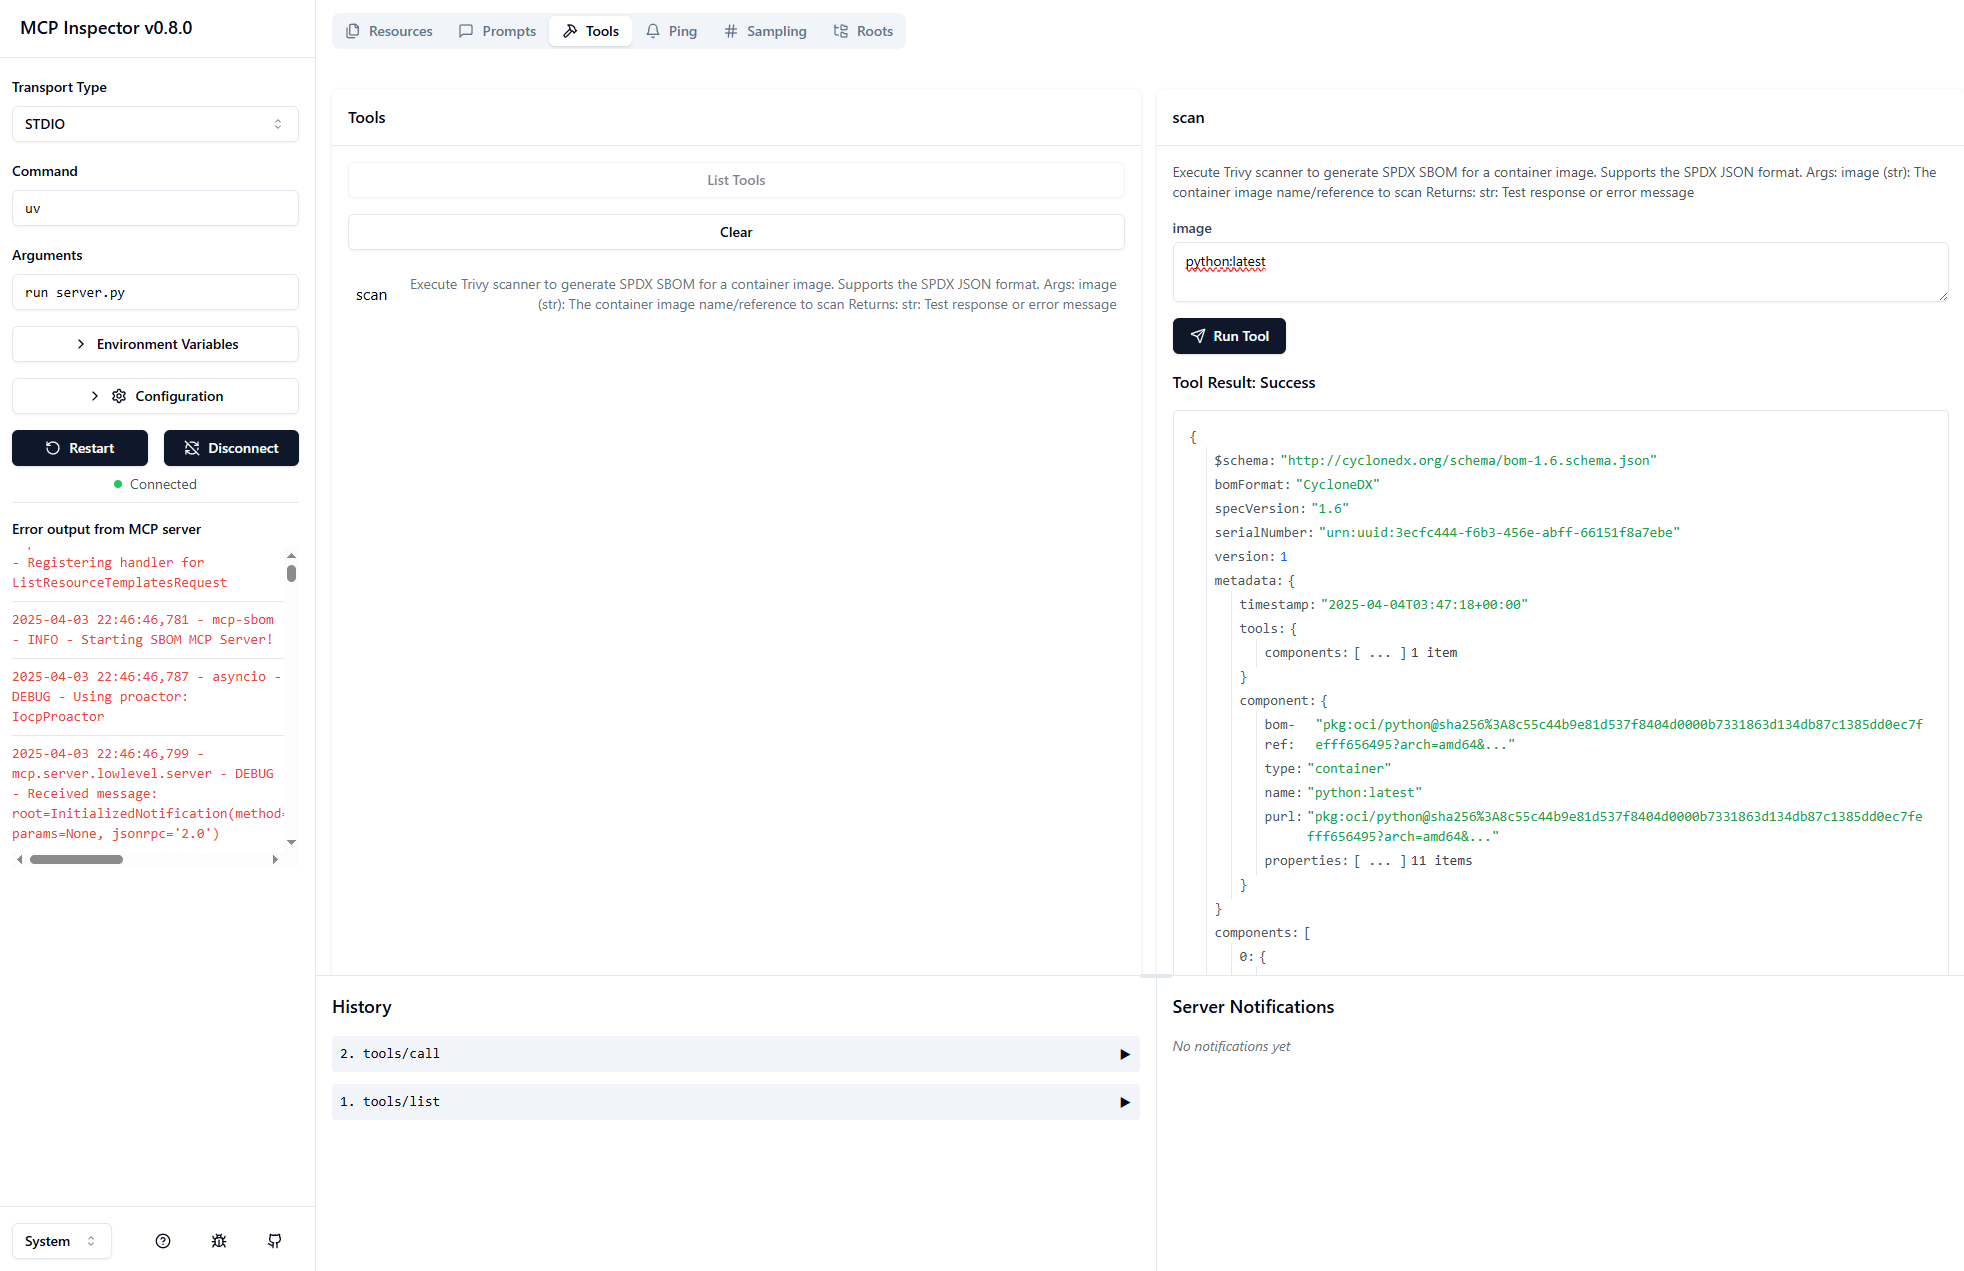 MCP Inspector v0.8.0
Transport Type
STDIO
Command
uv
Arguments
run server.py
Environment Variables
Configuration
Restart
Disconnect
Connected
Error output from MCP server
- Registering handler for
ListResourceTemplatesRequest
2025-04-03 22:46:46,781 - mcp-sbom
- INFO - Starting SBOM MCP Server!
2025-04-03 22:46:46,787 - asyncio -
DEBUG - Using proactor:
IocpProactor
2025-04-03 22:46:46,799 -
mcp.server.lowlevel.server - DEBUG
- Received message:
root=InitializedNotification(method=
params=None, jsonrpc='2.0')
System
Resources
Prompts
Tools
Ping
Sampling
Roots
Tools
List Tools
Clear
scan
Execute Trivy scanner to generate SPDX SBOM for a container image. Supports the SPDX JSON format. Args: image
(str): The container image name/reference to scan Returns: str: Test response or error message
scan
Execute Trivy scanner to generate SPDX SBOM for a container image. Supports the SPDX JSON format. Args: image (str): The
container image name/reference to scan Returns: str: Test response or error message
image
python:latest
Run Tool
Tool Result: Success
{
$schema: "http://cyclonedx.org/schema/bom-1.6.schema.json"
bomFormat: "CycloneDX"
specVersion: "1.6"
serialNumber: "urn:uuid:3ecfc444-f6b3-456e-abff-66151f8a7ebe"
version: 1
metadata: {
timestamp: "2025-04-04T03:47:18+00:00"
tools: {
components: [ ... ] 1 item
}
component: {
bom- "pkg:oci/python@sha256%3A8c55c44b9e81d537f8404d0000b7331863d134db87c1385dd0ec7f
ref: efff656495?arch=amd64&..."
type: "container"
name: "python:latest"
purl: "pkg:oci/python@sha256%3A8c55c44b9e81d537f8404d0000b7331863d134db87c1385dd0ec7fe
fff656495?arch=amd64&..."
properties: [ ... ] 11 items
}
}
components: [
0: {
History
2. tools/call
1. tools/list
Server Notifications
No notifications yet